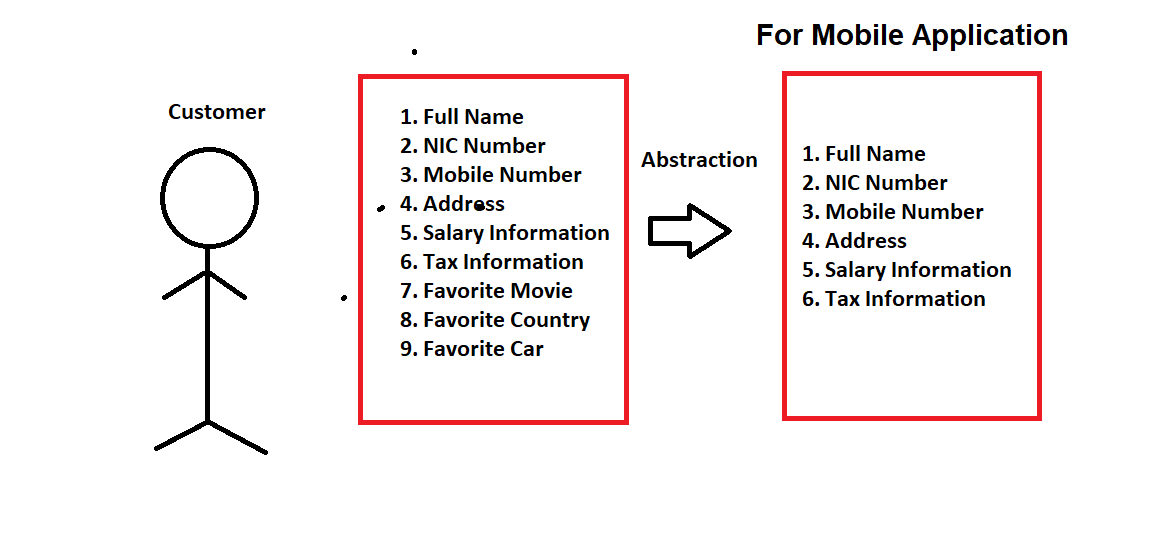 For Mobile Application
Customer
1. Full Name
2. NIC Number
3. Mobile Number
4. Address
5. Salary Information
6. Tax Information
7. Favorite Movie
8. Favorite Country
9. Favorite Car
Abstraction
1. Full Name
2. NIC Number
3. Mobile Number
4. Address
5. Salary Information
6. Tax Information